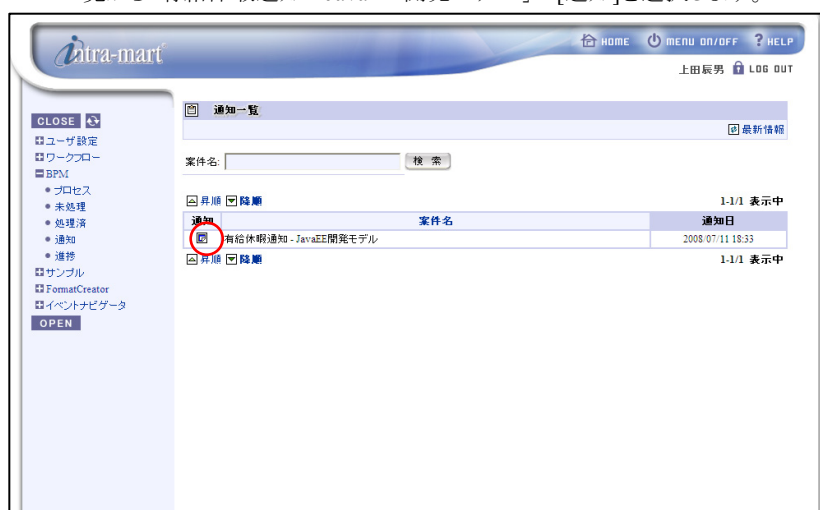 intra-mart
HOME MENU ON/OFF ? HELP
上田辰男 LOG OUT
CLOSE
ユーザ設定
ワークフロー
BPM
プロセス
未処理
処理済
通知
進捗
サンプル
FormatCreator
イベントナビゲータ
OPEN
通知一覧
最新情報
案件名:
検 索
昇順 降順 1-1/1 表示中
通知 案件名 通知日
有給休暇通知 - JavaEE開発モデル 2008/07/11 18:33
昇順 降順 1-1/1 表示中